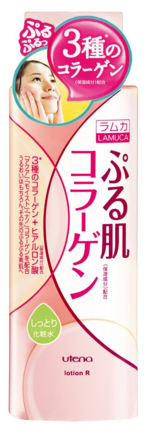 ぷる
ぷるっ
3種の
コラーゲン
(保湿成分)配合
ラムカ
LAMUCA
ぷる肌
コラーゲン
(保湿成分)配合
3種のコラーゲン+ヒアルロン酸
しっとり
化粧水
utena
lotion R